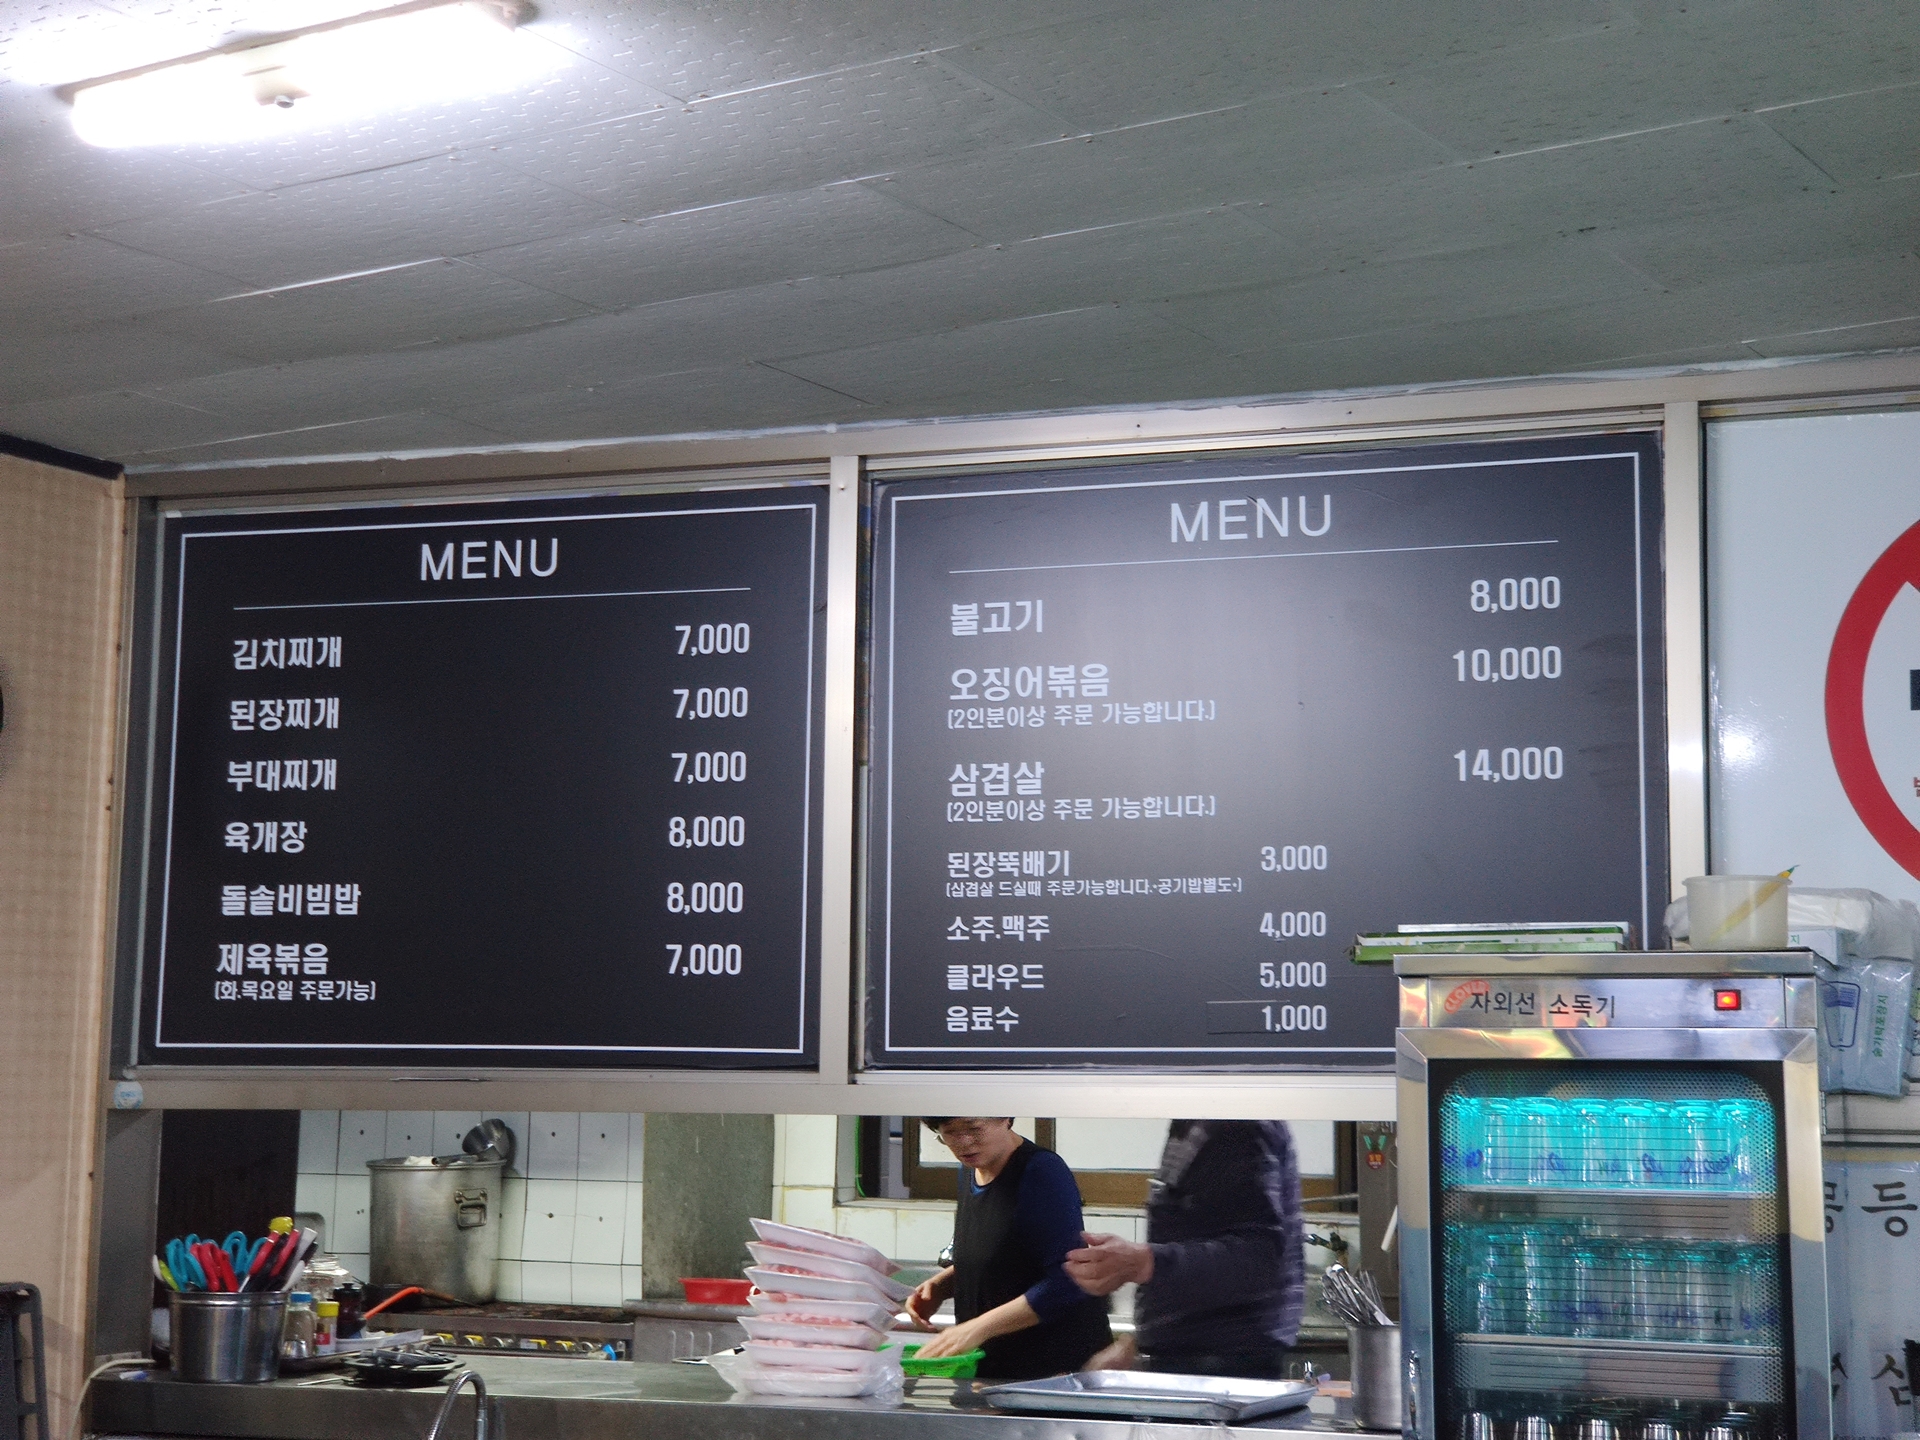 MENU
김치찌개 7,000
된장찌개 7,000
부대찌개 7,000
육개장 8,000
돌솥비빔밥 8,000
제육볶음 7,000
(화.목요일 주문가능)
MENU
불고기 8,000
오징어볶음 10,000
(2인분이상 주문 가능합니다.)
삼겹살 14,000
(2인분이상 주문 가능합니다.)
된장뚝배기 3,000
(삼겹살 드실때 주문가능합니다.*공기밥별도*)
소주.맥주 4,000
클라우드 5,000
음료수 1,000
자외선 소독기
등